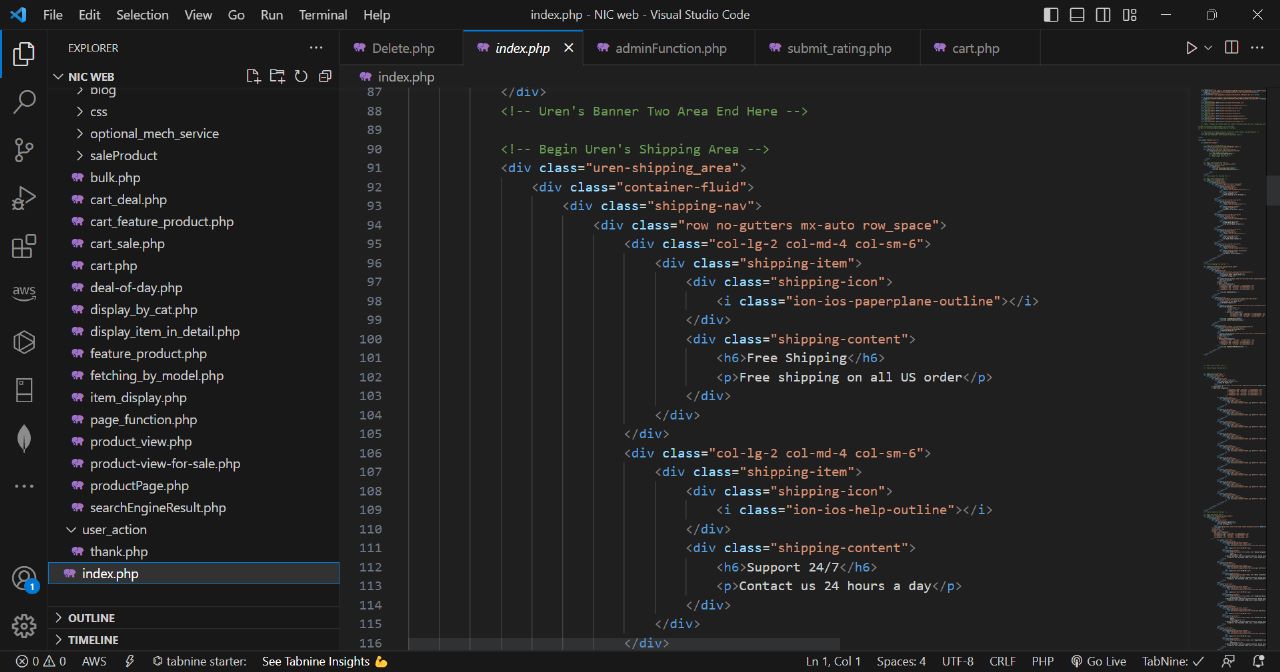 File Edit Selection View Go Run Terminal Help index.php - NIC web - Visual Studio Code
EXPLORER
NIC WEB
blog
css
optional_mech_service
saleProduct
bulk.php
cart_deal.php
cart_feature_product.php
cart_sale.php
cart.php
deal-of-day.php
display_by_cat.php
display_item_in_detail.php
feature_product.php
fetching_by_model.php
item_display.php
page_function.php
product_view.php
product-view-for-sale.php
productPage.php
searchEngineResult.php
user_action
thank.php
index.php
OUTLINE
TIMELINE
aws
1
Delete.php index.php adminFunction.php submit_rating.php cart.php
index.php
87 </div>
88 <!-- Uren's Banner Two Area End Here -->
89
90 <!-- Begin Uren's Shipping Area -->
91 <div class="uren-shipping_area">
92 <div class="container-fluid">
93 <div class="shipping-nav">
94 <div class="row no-gutters mx-auto row_space">
95 <div class="col-lg-2 col-md-4 col-sm-6">
96 <div class="shipping-item">
97 <div class="shipping-icon">
98 <i class="ion-ios-paperplane-outline"></i>
99 </div>
100 <div class="shipping-content">
101 <h6>Free Shipping</h6>
102 <p>Free shipping on all US order</p>
103 </div>
104 </div>
105 </div>
106 <div class="col-lg-2 col-md-4 col-sm-6">
107 <div class="shipping-item">
108 <div class="shipping-icon">
109 <i class="ion-ios-help-outline"></i>
110 </div>
111 <div class="shipping-content">
112 <h6>Support 24/7</h6>
113 <p>Contact us 24 hours a day</p>
114 </div>
115 </div>
116 </div>
0 0 AWS tabnine starter: See Tabnine Insights 💪 Ln 1, Col 1 Spaces: 4 UTF-8 CRLF PHP Go Live TabNine: ✓